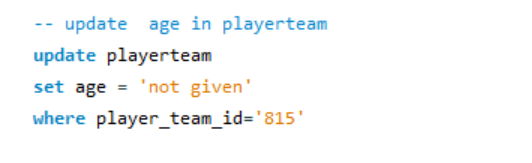 -- update  age in playerteam
update playerteam
set age = 'not given'
where player_team_id='815'